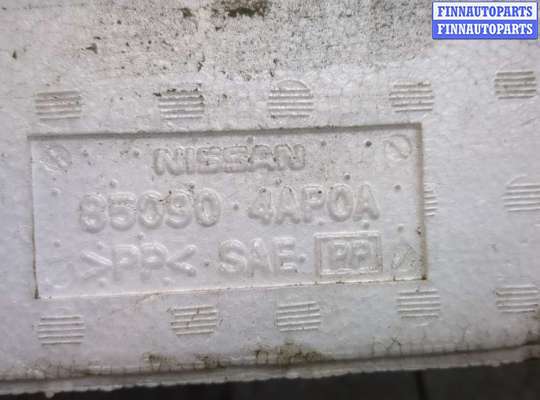 FINNAUTOPARTS
FINNAUTOPARTS
NISSAN
85090 4AP0A
>PP< SAE PP